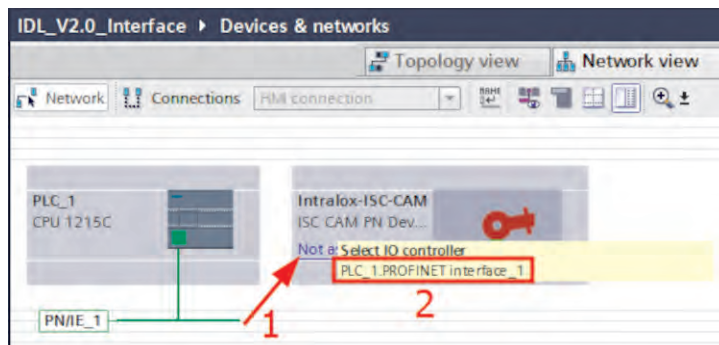 IDL_V2.0_Interface ▸ Devices & networks
Topology view
Network view
Network
Connections
HMI connection
PLC_1
CPU 1215C
Intralox-ISC-CAM
ISC CAM PN Dev...
Not a
Select IO controller
PLC_1.PROFINET interface_1
1
2
PN/IE_1